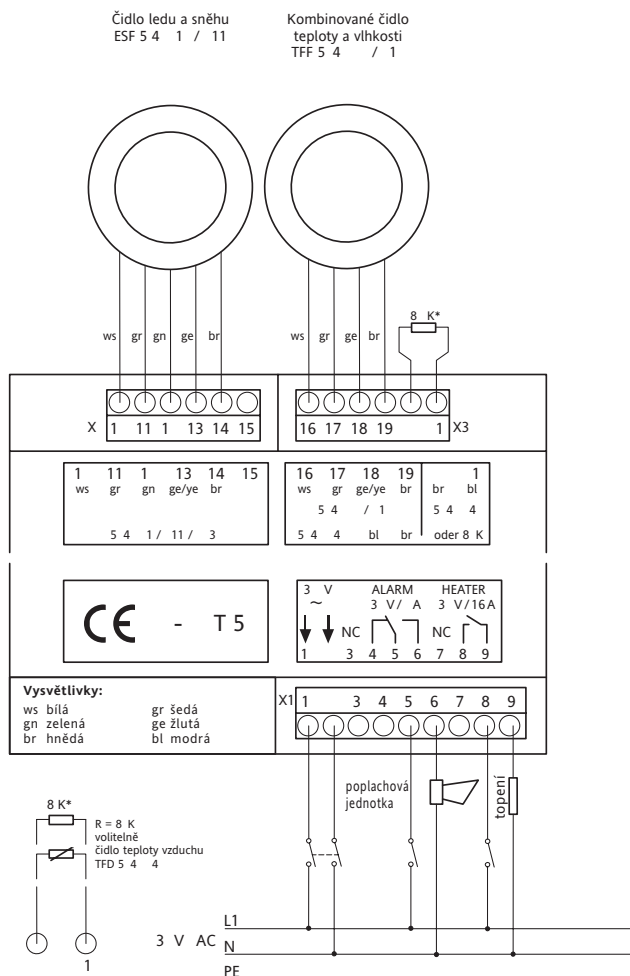 Čidlo ledu a sněhu
ESF 5 4 1 / 11
Kombinované čidlo
teploty a vlhkosti
TFF 5 4 / 1
ws gr gn ge br
ws gr ge br
8 K*
X 1 11 1 13 14 15
16 17 18 19 1 X3
1 11 1 13 14 15
ws gr gn ge/ye br
5 4 1 / 11 / 3
16 17 18 19 1
ws gr ge/ye br br bl
5 4 / 1 5 4 4
5 4 4 bl br oder 8 K
CE - T 5
3 V ALARM HEATER
~ 3 V/ A 3 V/16A
NC NC
1 3 4 5 6 7 8 9
Vysvětlivky:
ws bílá gr šedá
gn zelená ge žlutá
br hnědá bl modrá
X1 1 3 4 5 6 7 8 9
poplachová
jednotka
topení
8 K*
R = 8 K
volitelně
čidlo teploty vzduchu
TFD 5 4 4
1
L1
3 V AC N
PE